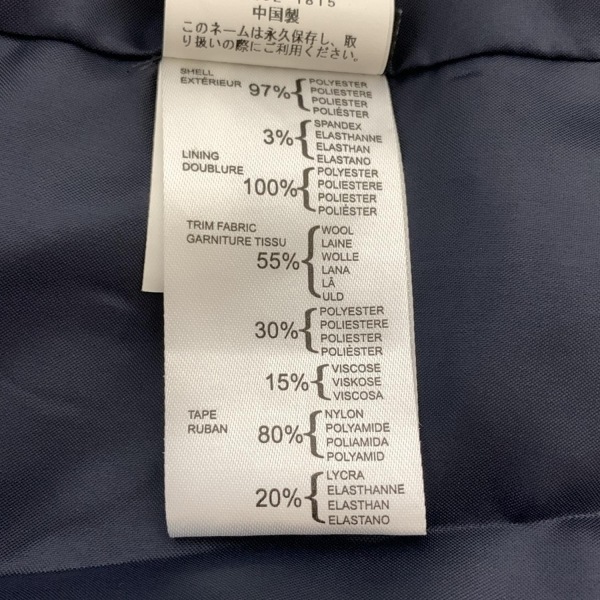 中国製
このネームは永久保存し、取
り扱いの際にご利用ください。
SHELL
EXTÉRIEUR
97%
POLYESTER
POLIESTERE
POLIESTER
POLIÉSTER
3%
SPANDEX
ELASTHANNE
ELASTHAN
ELASTANO
LINING
DOUBLURE
100%
POLYESTER
POLIESTERE
POLIESTER
POLIÉSTER
TRIM FABRIC
GARNITURE TISSU
55%
WOOL
LAINE
WOLLE
LANA
LÃ
ULD
30%
POLYESTER
POLIESTERE
POLIESTER
POLIÉSTER
15%
VISCOSE
VISKOSE
VISCOSA
TAPE
RUBAN
80%
NYLON
POLYAMIDE
POLIAMIDA
POLYAMID
20%
LYCRA
ELASTHANNE
ELASTHAN
ELASTANO